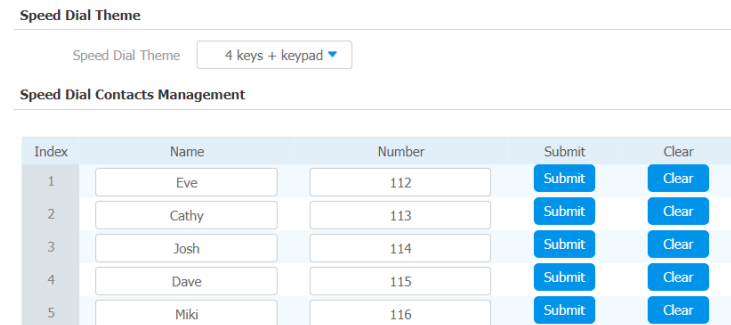 Speed Dial Theme
Speed Dial Theme 4 keys + keypad
Speed Dial Contacts Management
Index Name Number Submit Clear
1 Eve 112 Submit Clear
2 Cathy 113 Submit Clear
3 Josh 114 Submit Clear
4 Dave 115 Submit Clear
5 Miki 116 Submit Clear